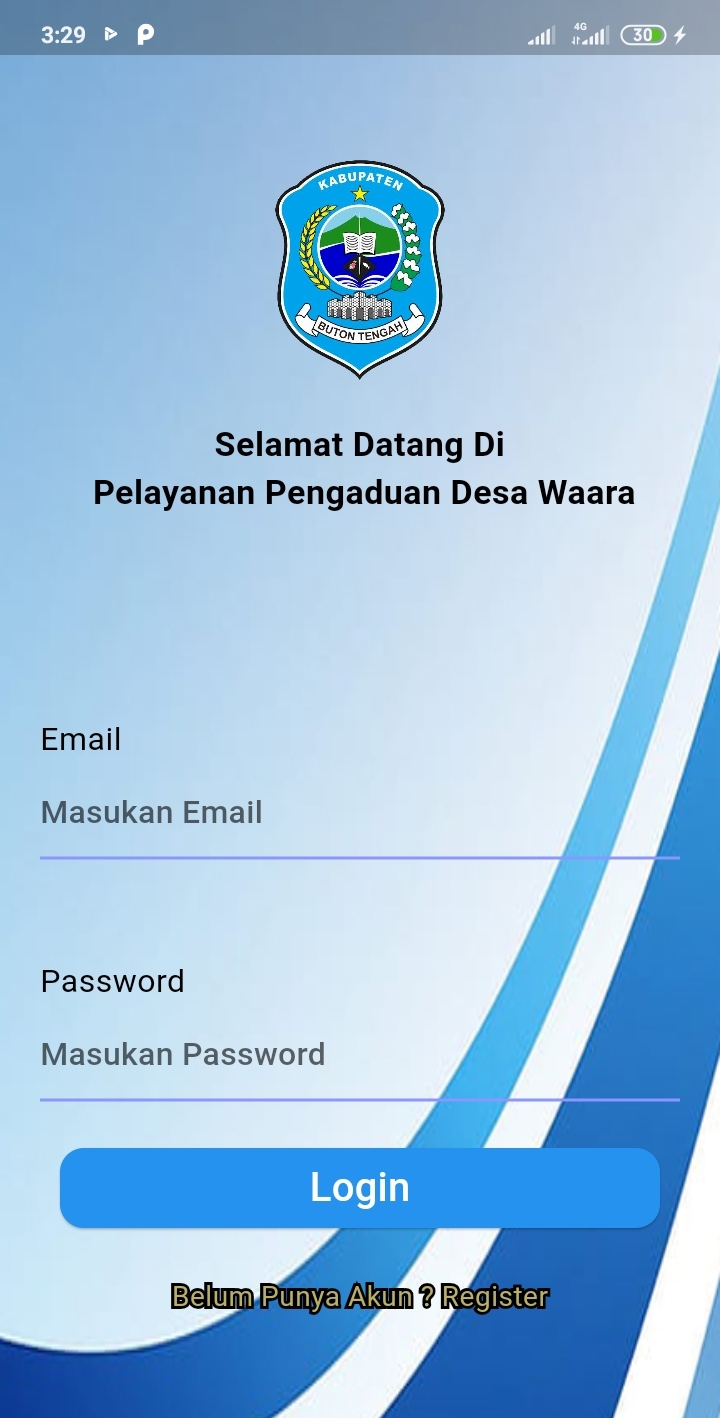 3:29
4G
30
KABUPATEN
BUTON TENGAH
Selamat Datang Di
Pelayanan Pengaduan Desa Waara
Email
Masukan Email
Password
Masukan Password
Login
Belum Punya Akun ? Register